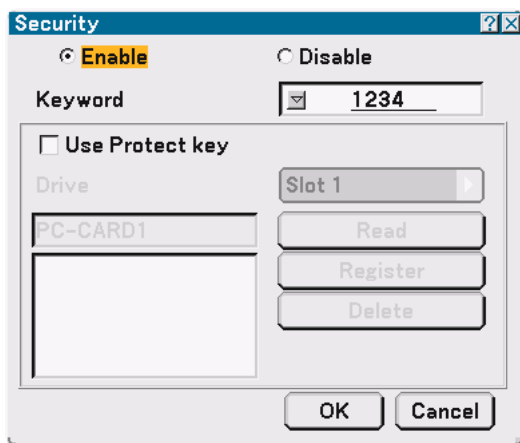 Security
Enable Disable
Keyword 1234
Use Protect key
Drive Slot 1
PC-CARD1 Read
Register
Delete
OK Cancel